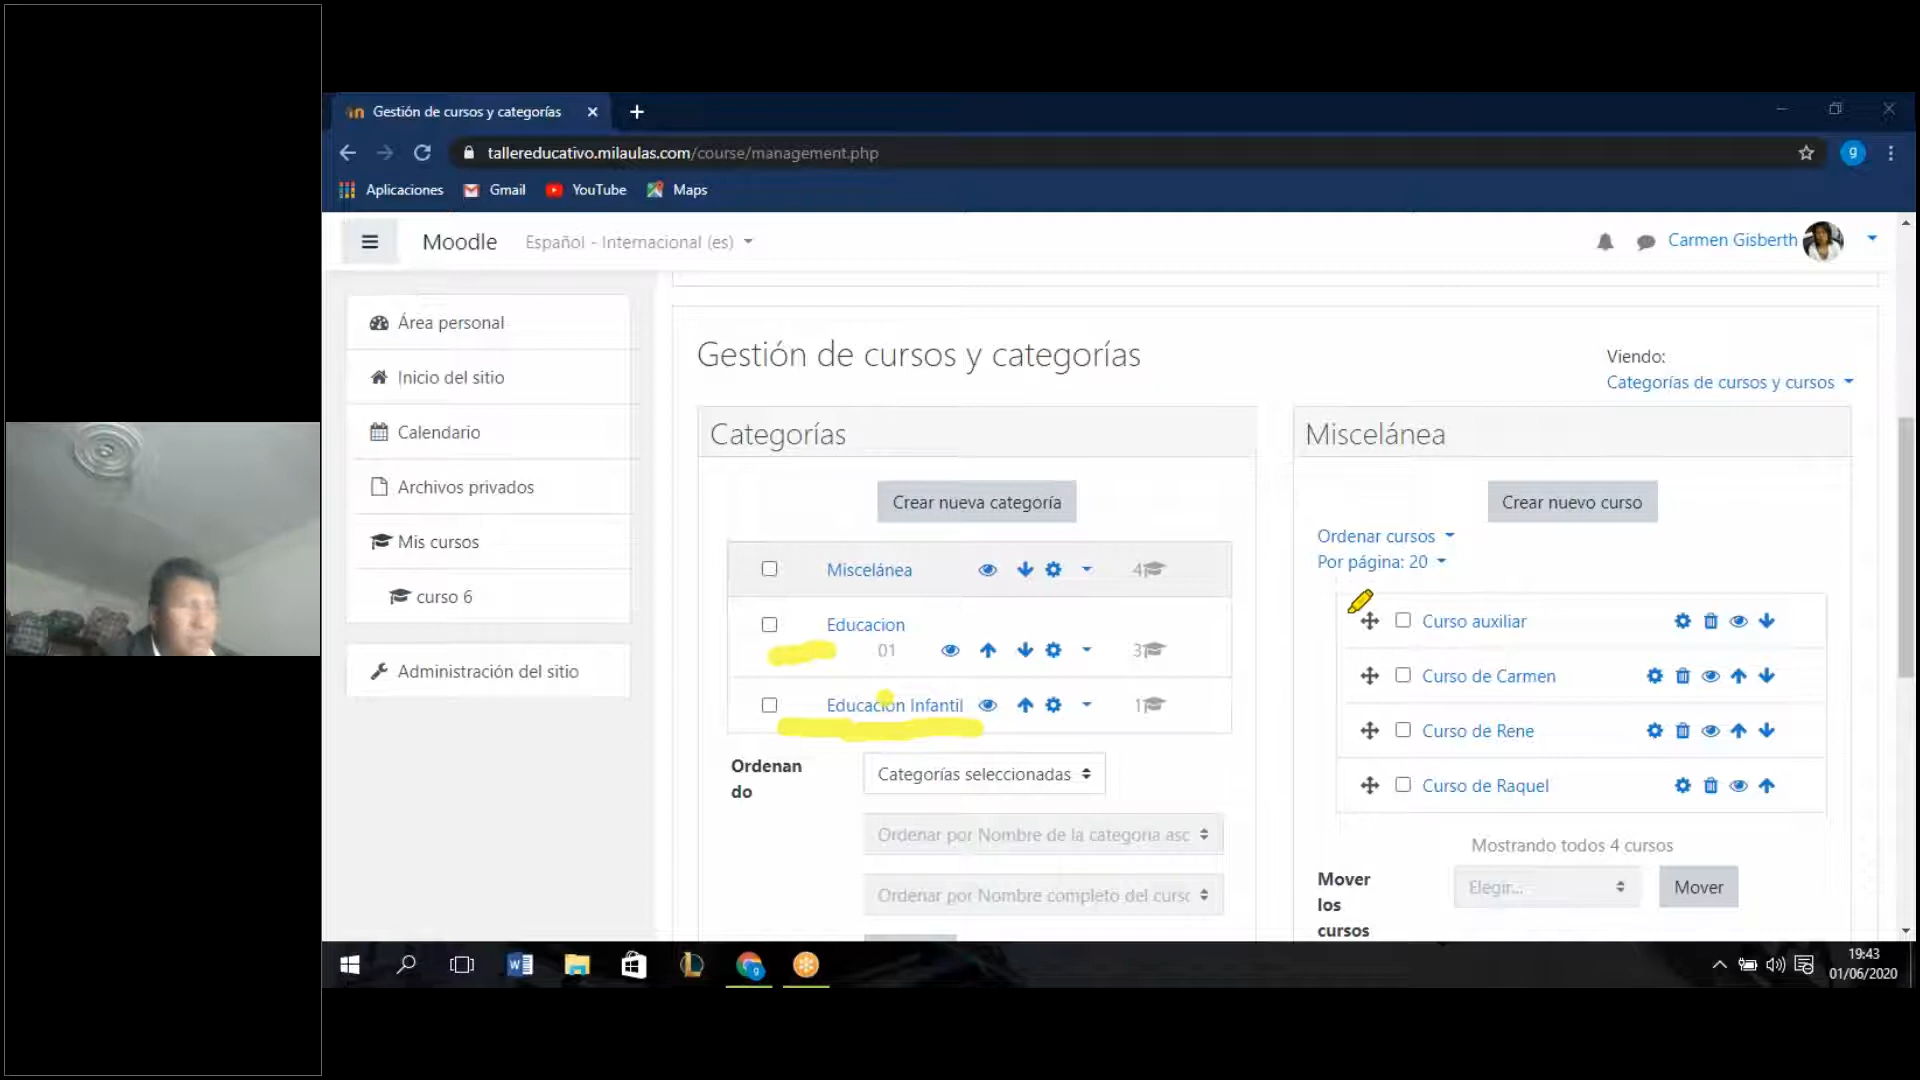 Gestión de cursos y categorías
tallereducativo.milaulas.com/course/management.php
g
Aplicaciones
Gmail
YouTube
Maps
Moodle
Español - Internacional (es)
Carmen Gisberth
Área personal
Inicio del sitio
Calendario
Archivos privados
Mis cursos
curso 6
Administración del sitio
Gestión de cursos y categorías
Viendo:
Categorías de cursos y cursos
Categorías
Crear nueva categoría
Miscelánea
4
Educacion
01
3
Educacion Infantil
1
Ordenan
do
Categorías seleccionadas
Ordenar por Nombre de la categoria asc
Ordenar por Nombre completo del curso
Miscelánea
Crear nuevo curso
Ordenar cursos
Por página: 20
Curso auxiliar
Curso de Carmen
Curso de Rene
Curso de Raquel
Mostrando todos 4 cursos
Mover
los
cursos
Elegir...
Mover
19:43
01/06/2020